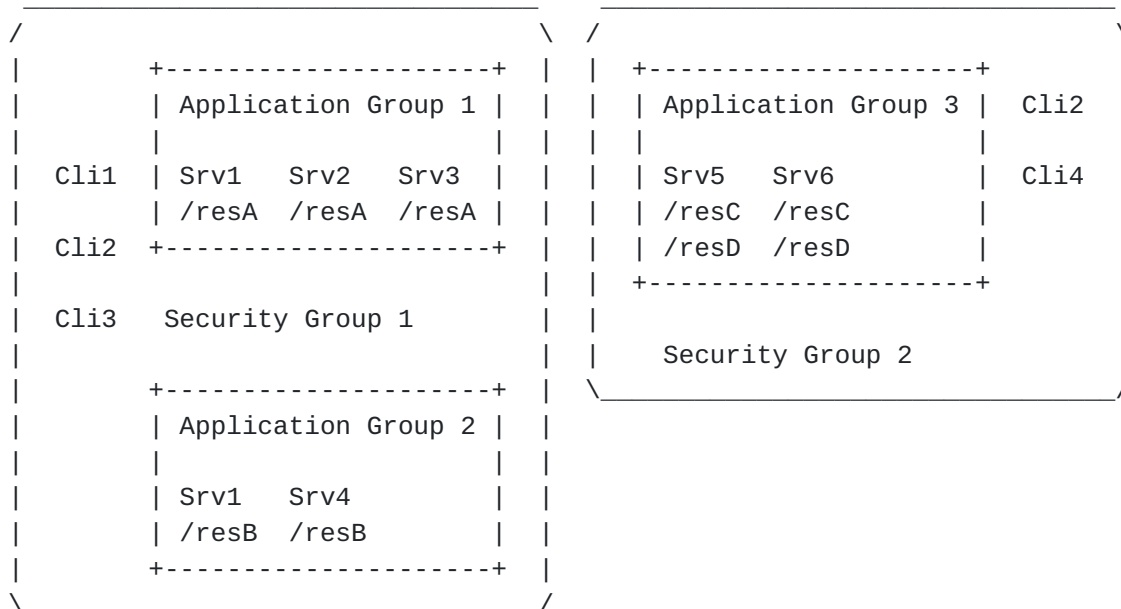 Application Group 1
Cli1 Srv1 Srv2 Srv3
/resA /resA /resA
Cli2
Cli3 Security Group 1
Application Group 2
Srv1 Srv4
/resB /resB
Application Group 3 Cli2
Srv5 Srv6 Cli4
/resC /resC
/resD /resD
Security Group 2